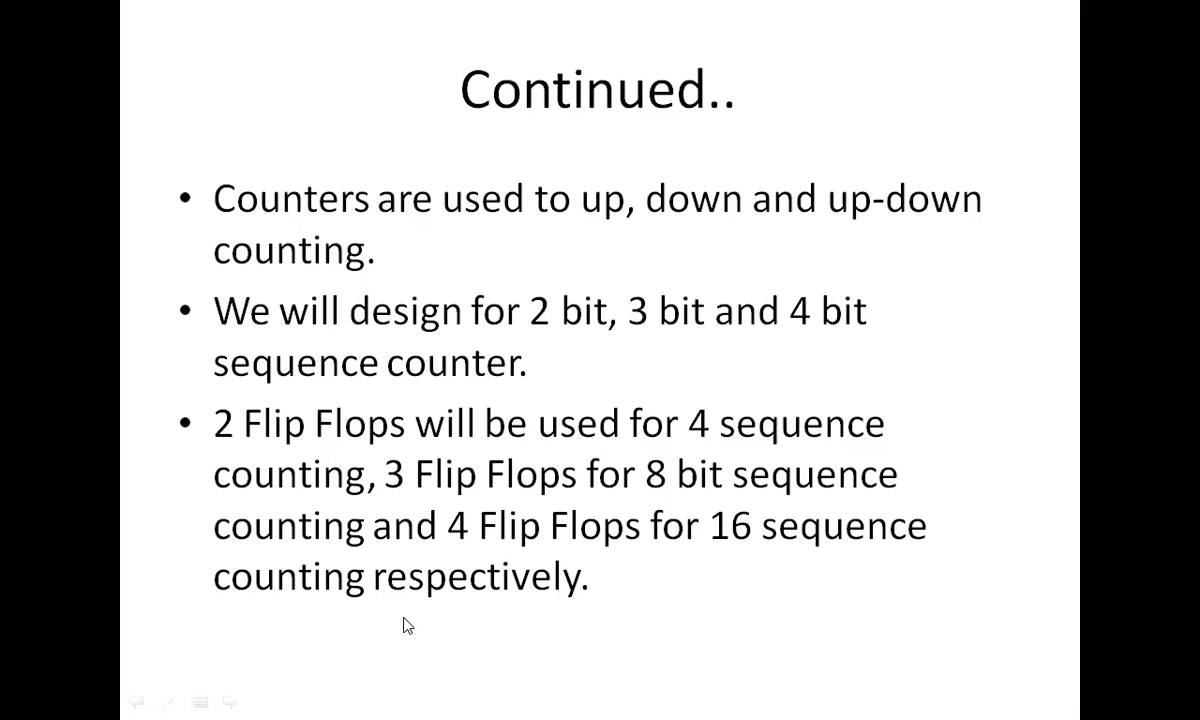 Continued..
• Counters are used to up, down and up-down
counting.
• We will design for 2 bit, 3 bit and 4 bit
sequence counter.
• 2 Flip Flops will be used for 4 sequence
counting, 3 Flip Flops for 8 bit sequence
counting and 4 Flip Flops for 16 sequence
counting respectively.